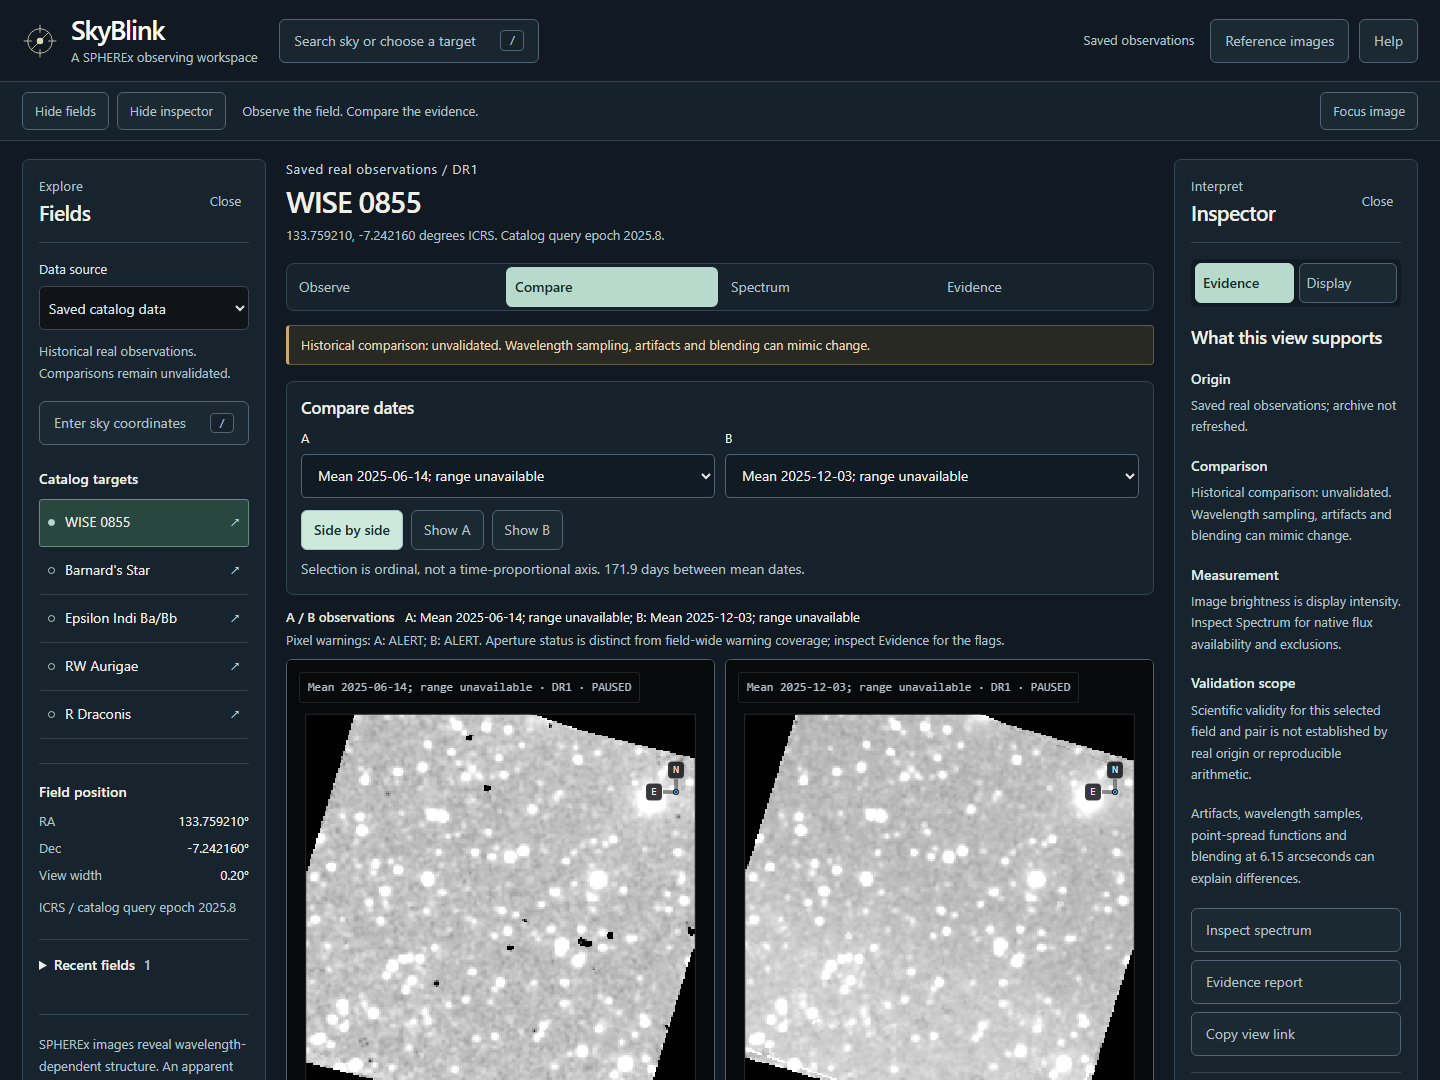 SkyBlink
A SPHEREx observing workspace
Search sky or choose a target /
Saved observations
Reference images
Help
Hide fields
Hide inspector
Observe the field. Compare the evidence.
Focus image
Explore
Fields
Close
Data source
Saved catalog data
Historical real observations.
Comparisons remain unvalidated.
Enter sky coordinates /
Catalog targets
WISE 0855 ↗
Barnard's Star ↗
Epsilon Indi Ba/Bb ↗
RW Aurigae ↗
R Draconis ↗
Field position
RA 133.759210°
Dec -7.242160°
View width 0.20°
ICRS / catalog query epoch 2025.8
Recent fields 1
SPHEREx images reveal wavelength-
dependent structure. An apparent
Saved real observations / DR1
WISE 0855
133.759210, -7.242160 degrees ICRS. Catalog query epoch 2025.8.
Observe
Compare
Spectrum
Evidence
Historical comparison: unvalidated. Wavelength sampling, artifacts and blending can mimic change.
Compare dates
A
Mean 2025-06-14; range unavailable
B
Mean 2025-12-03; range unavailable
Side by side
Show A
Show B
Selection is ordinal, not a time-proportional axis. 171.9 days between mean dates.
A / B observations A: Mean 2025-06-14; range unavailable; B: Mean 2025-12-03; range unavailable
Pixel warnings: A: ALERT; B: ALERT. Aperture status is distinct from field-wide warning coverage; inspect Evidence for the flags.
Mean 2025-06-14; range unavailable · DR1 · PAUSED
N
E
Mean 2025-12-03; range unavailable · DR1 · PAUSED
N
E
Interpret
Inspector
Close
Evidence
Display
What this view supports
Origin
Saved real observations; archive not
refreshed.
Comparison
Historical comparison: unvalidated.
Wavelength sampling, artifacts and
blending can mimic change.
Measurement
Image brightness is display intensity.
Inspect Spectrum for native flux
availability and exclusions.
Validation scope
Scientific validity for this selected
field and pair is not established by
real origin or reproducible
arithmetic.
Artifacts, wavelength samples,
point-spread functions and
blending at 6.15 arcseconds can
explain differences.
Inspect spectrum
Evidence report
Copy view link